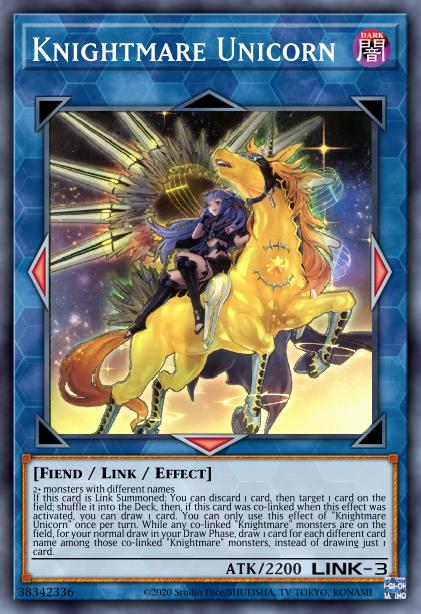 KNIGHTMARE UNICORN
DARK
闇
[FIEND / LINK / EFFECT]
2+ monsters with different names
If this card is Link Summoned: You can discard 1 card, then target 1 card on the
field; shuffle it into the Deck, then, if this card was co-linked when this effect was
activated, you can draw 1 card. You can only use this effect of "Knightmare
Unicorn" once per turn. While any co-linked "Knightmare" monsters are on the
field, for your normal draw in your Draw Phase, draw 1 card for each different card
name among those co-linked "Knightmare" monsters, instead of drawing just 1
card.
ATK/2200 LINK-3
38342336 ©2020 Studio Dice/SHUEISHA, TV TOKYO, KONAMI